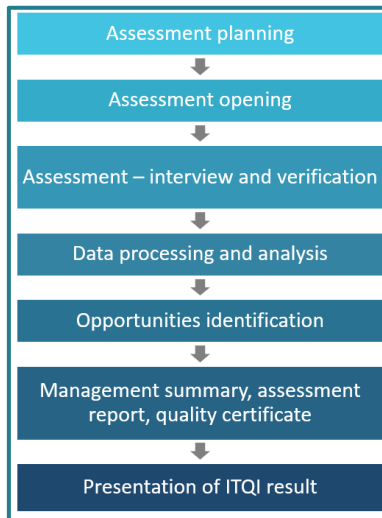 Assessment planning
Assessment opening
Assessment – interview and verification
Data processing and analysis
Opportunities identification
Management summary, assessment
report, quality certificate
Presentation of ITQI result